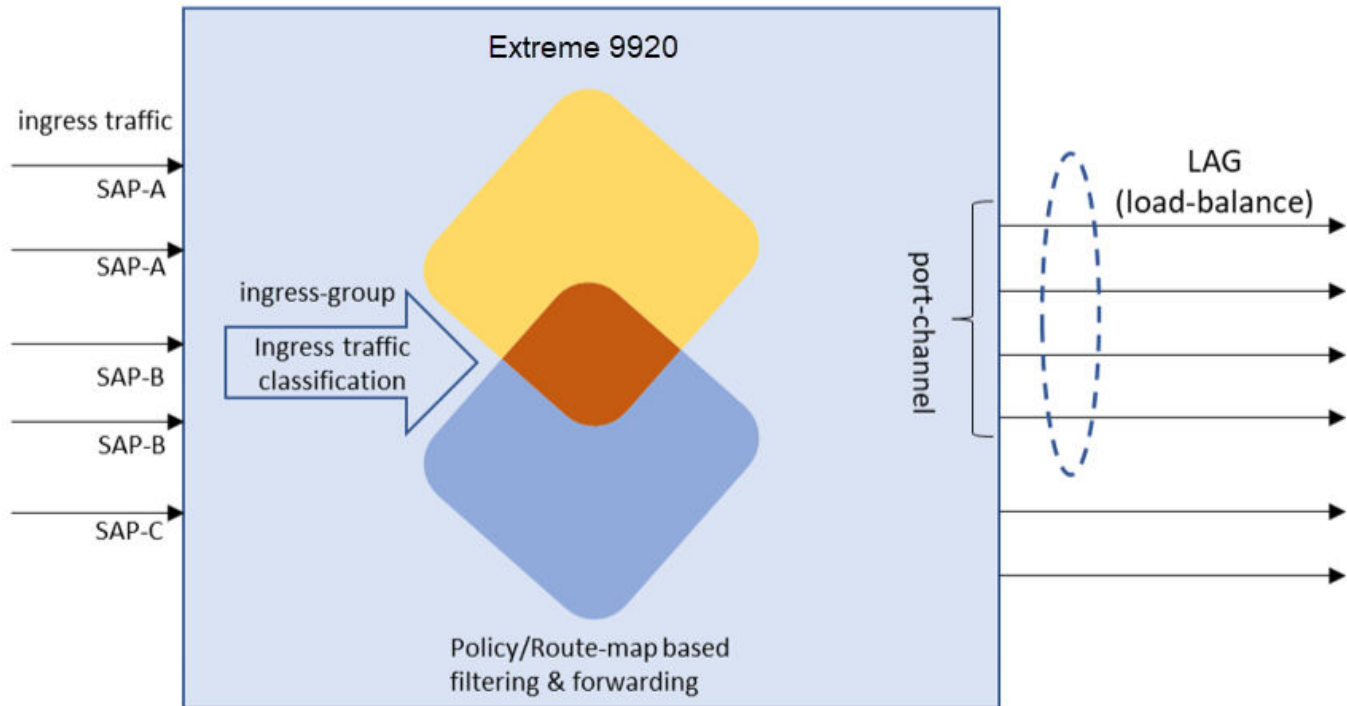 Extreme 9920
ingress traffic
SAP-A
SAP-A
SAP-B
SAP-B
SAP-C
ingress-group
Ingress traffic
classification
Policy/Route-map based
filtering & forwarding
port-channel
LAG
(load-balance)